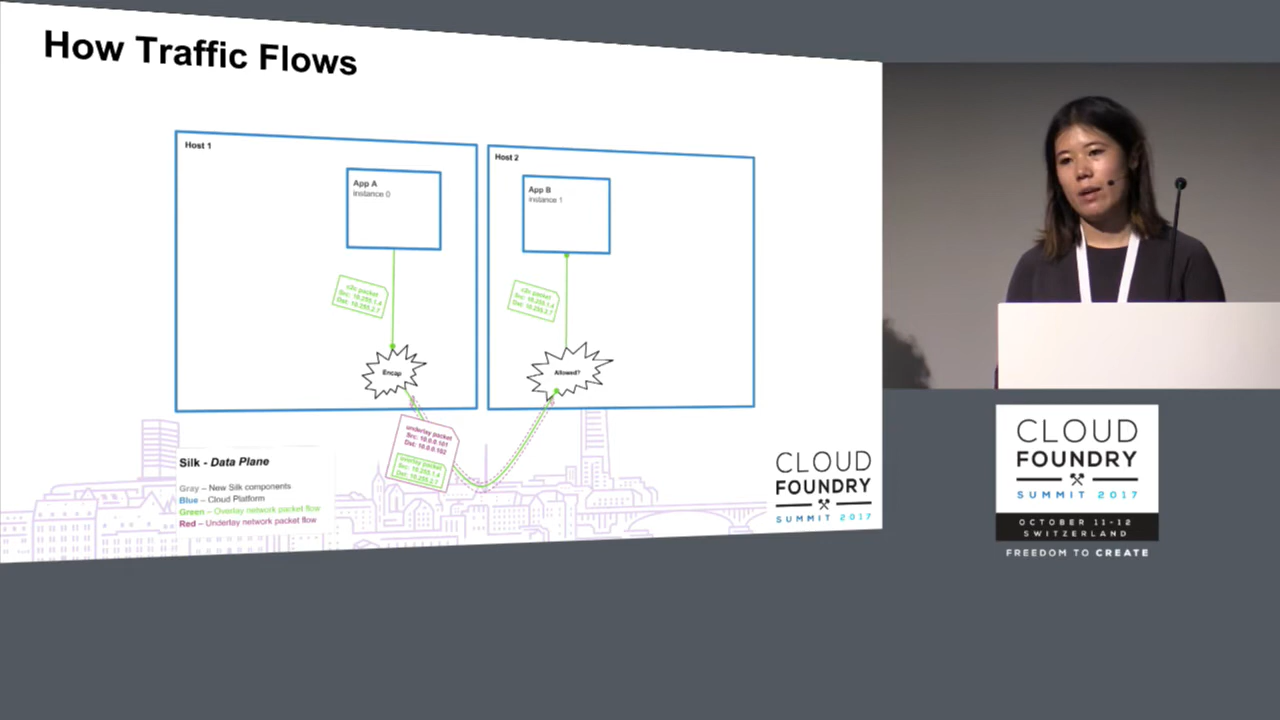 How Traffic Flows
Host 1
App A
instance 0
c2c packet
Src: 10.255.1.4
Dst: 10.255.2.7
Encap
Host 2
App B
instance 1
c2c packet
Src: 10.255.1.4
Dst: 10.255.2.7
Allowed?
underlay packet
Src: 10.0.0.101
Dst: 10.0.0.102
overlay packet
Src: 10.255.1.4
Dst: 10.255.2.7
Silk - Data Plane
Gray – New Silk components
Blue – Cloud Platform
Green – Overlay network packet flow
Red – Underlay network packet flow
CLOUD
FOUNDRY
SUMMIT 2017
CLOUD
FOUNDRY
SUMMIT 2017
OCTOBER 11-12
SWITZERLAND
FREEDOM TO CREATE